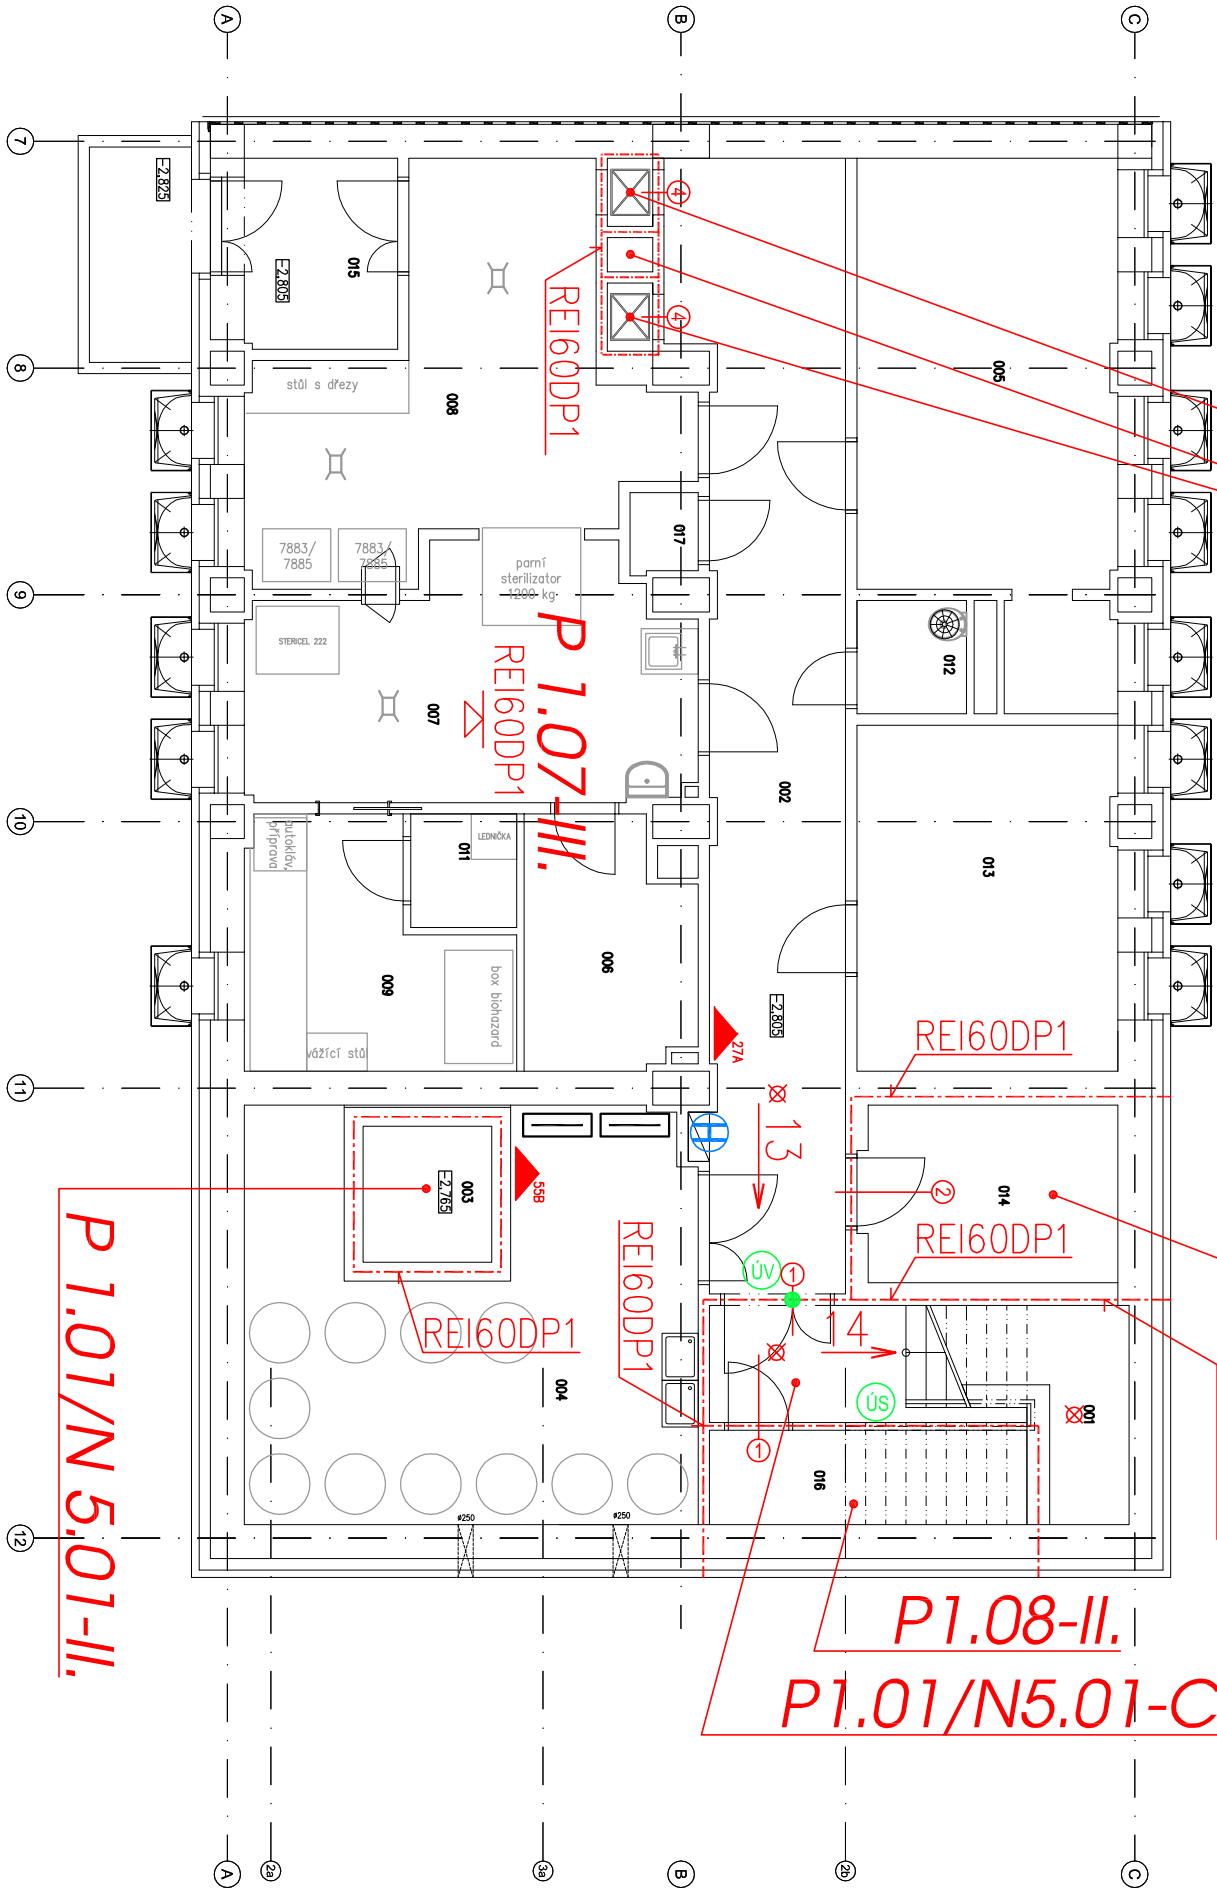 A
B
C
7
-2,825
015
-2,805
4
4
REI60DP1
8
stůl s dřezy
008
005
017
7883/
7885
7883/
7885
parní
sterilizator
1200 kg
9
STERICEL 222
012
007
REI60DP1
P 1.07-III.
002
10
autokláv,
příprava
LEDNIČKA
011
013
006
009
box biohazard
vážící stůl
-2,805
27A
REI60DP1
11
13
H
003
-2,765
55B
2
014
REI60DP1
REI60DP1
ÚV
1
14
REI60DP1
004
ÚS
001
1
016
P 1.01/N 5.01-II.
ø250
ø250
12
P1.08-II.
P1.01/N5.01-C
A
2a
3a
B
2b
C